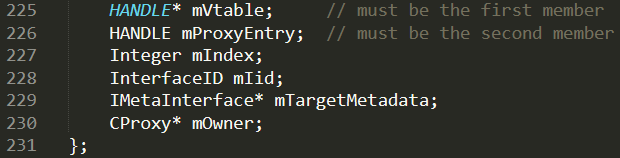 225 HANDLE* mVtable; // must be the first member
226 HANDLE mProxyEntry; // must be the second member
227 Integer mIndex;
228 InterfaceID mIid;
229 IMetaInterface* mTargetMetadata;
230 CProxy* mOwner;
231 };